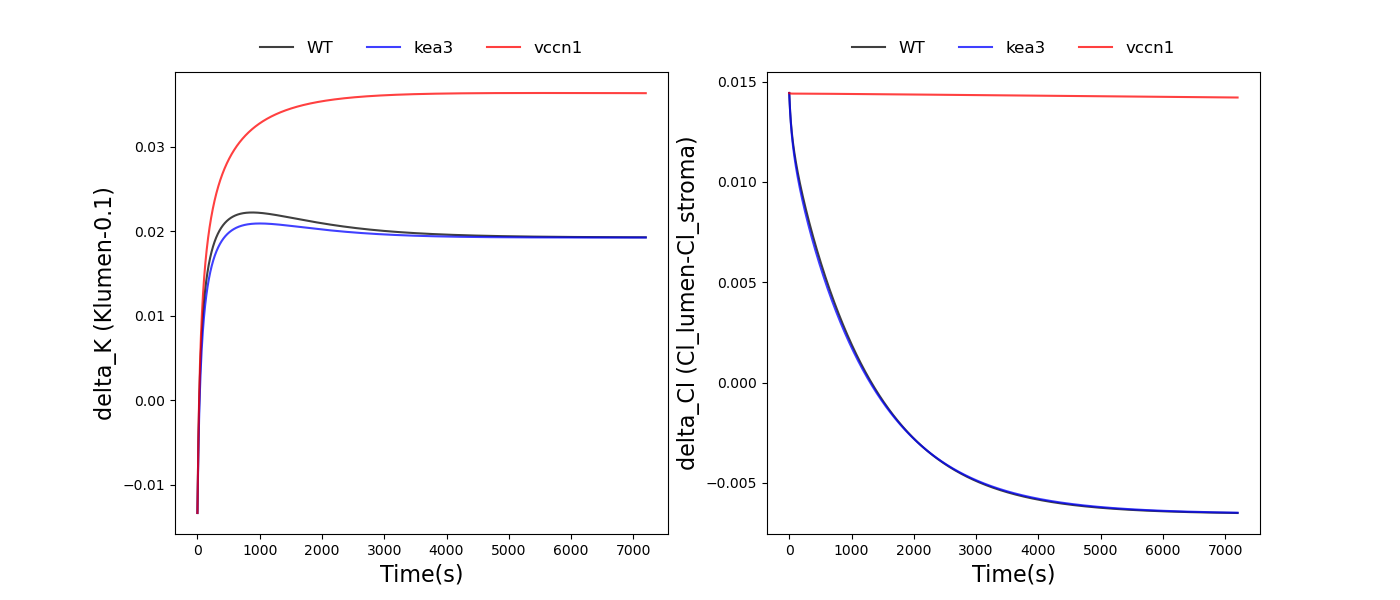 WT kea3 vccn1
delta_K (Klumen-0.1)
0.03
0.02
0.01
0.00
−0.01
0 1000 2000 3000 4000 5000 6000 7000
Time(s)
WT kea3 vccn1
delta_Cl (Cl_lumen-Cl_stroma)
0.015
0.010
0.005
0.000
−0.005
0 1000 2000 3000 4000 5000 6000 7000
Time(s)